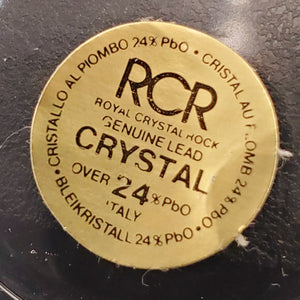 RCR
ROYAL CRYSTAL ROCK
GENUINE LEAD
CRYSTAL
OVER 24% PbO
ITALY
• CRISTALLO AL PIOMBO 24% PbO • CRISTAL AU PLOMB 24% PbO • BLEIKRISTALL 24% PbO